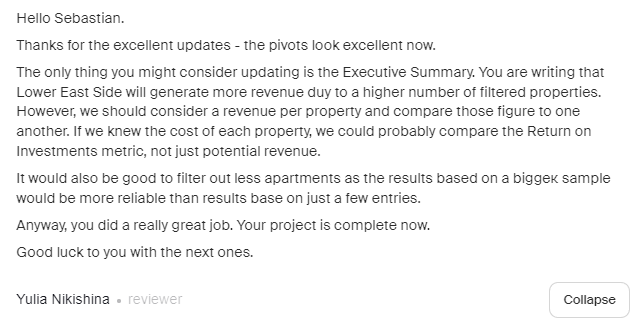 Hello Sebastian.
Thanks for the excellent updates - the pivots look excellent now.
The only thing you might consider updating is the Executive Summary. You are writing that
Lower East Side will generate more revenue duy to a higher number of filtered properties.
However, we should consider a revenue per property and compare those figure to one
another. If we knew the cost of each property, we could probably compare the Return on
Investments metric, not just potential revenue.
It would also be good to filter out less apartments as the results based on a biggeк sample
would be more reliable than results base on just a few entries.
Anyway, you did a really great job. Your project is complete now.
Good luck to you with the next ones.
Yulia Nikishina • reviewer
Collapse